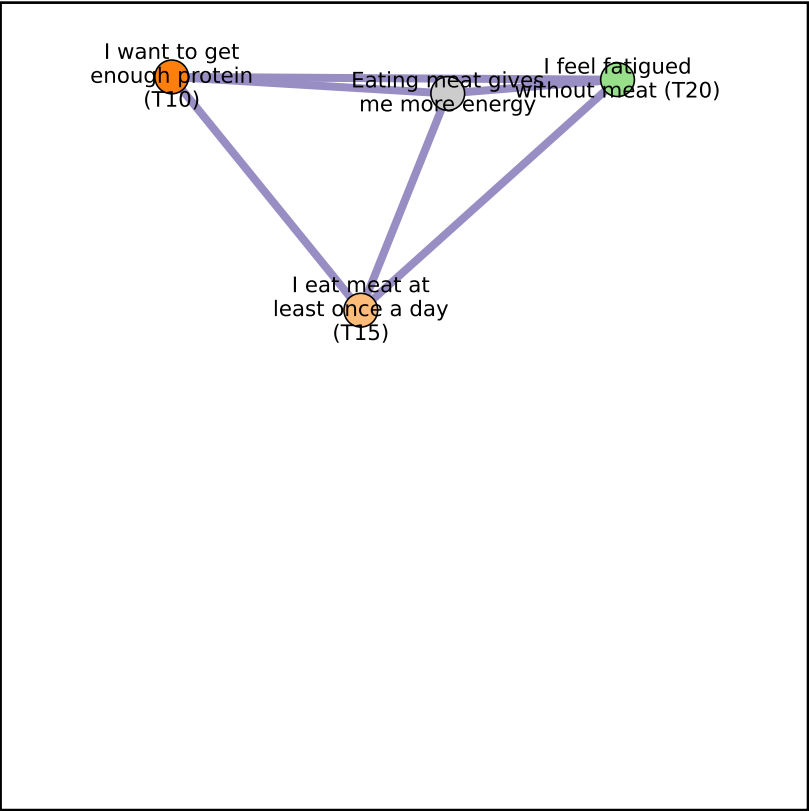 I want to get
enough protein
(T10)
Eating meat gives
me more energy
I feel fatigued
without meat (T20)
I eat meat at
least once a day
(T15)